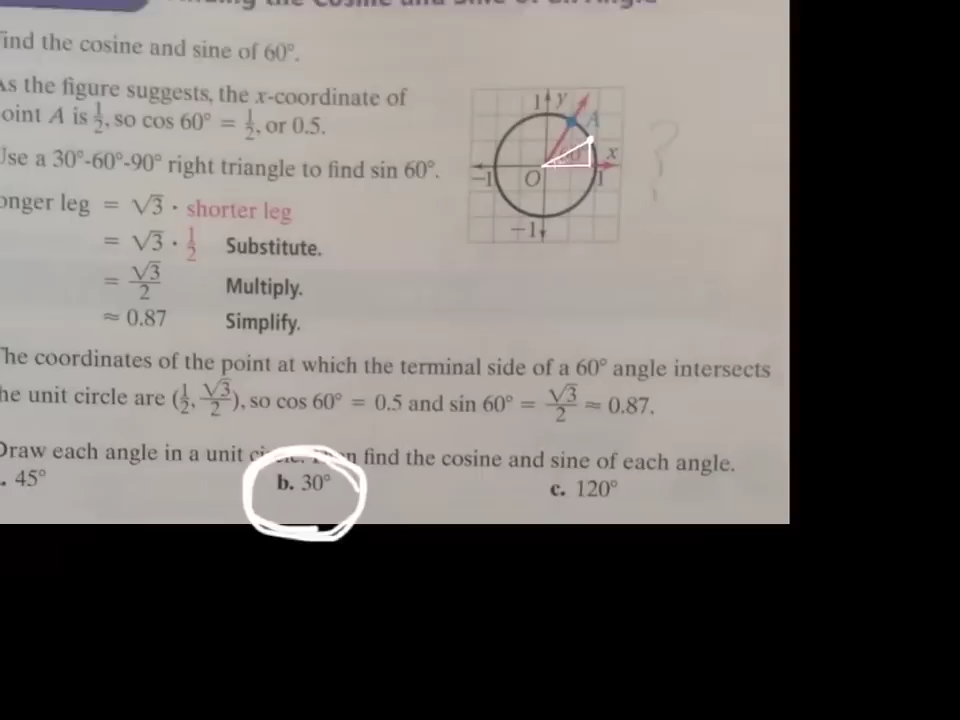 ind the cosine and sine of 60°.
As the figure suggests, the x-coordinate of
oint A is 1/2, so cos 60° = 1/2, or 0.5.
Use a 30°-60°-90° right triangle to find sin 60°.
onger leg = √3 · shorter leg
= √3 · 1/2 Substitute.
= √3/2 Multiply.
≈ 0.87 Simplify.
1 y
A
x
−1 O 1
−1
?
he coordinates of the point at which the terminal side of a 60° angle intersects
he unit circle are (1/2, √3/2), so cos 60° = 0.5 and sin 60° = √3/2 ≈ 0.87.
Draw each angle in a unit find the cosine and sine of each angle.
. 45° b. 30° c. 120°